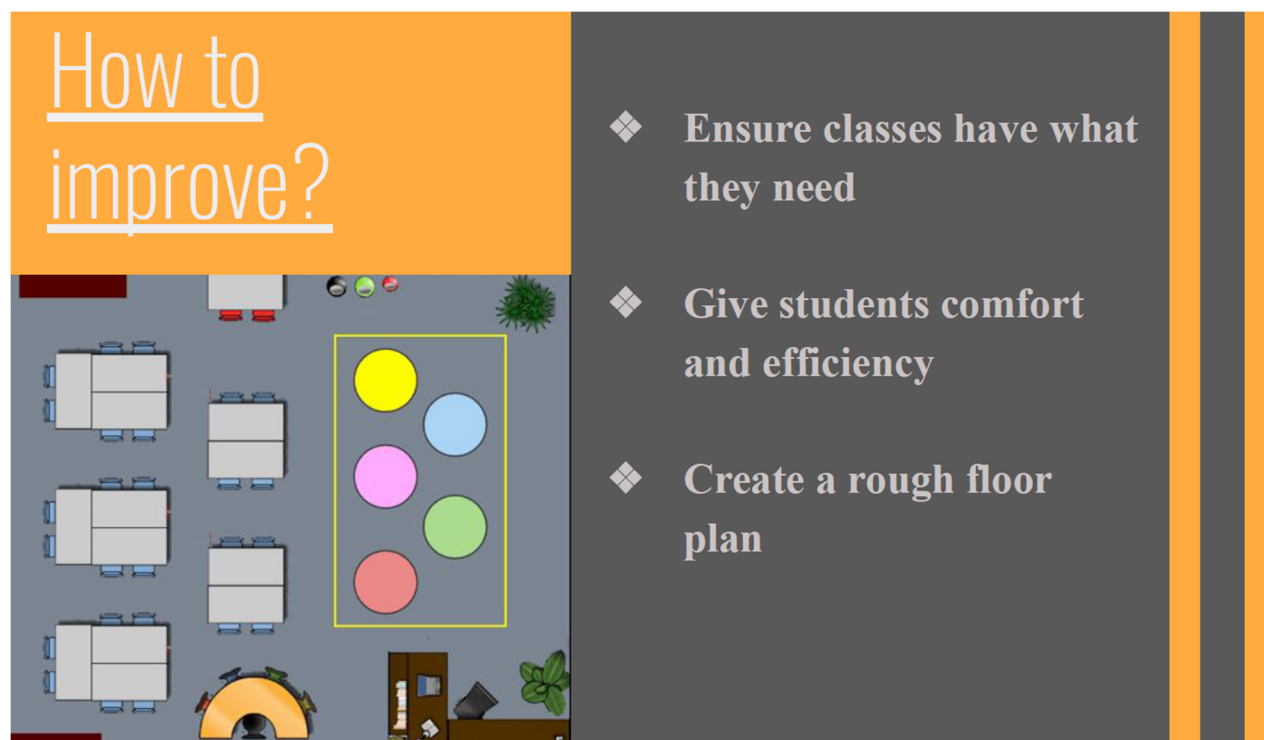 How to
improve?
❖ Ensure classes have what
they need
❖ Give students comfort
and efficiency
❖ Create a rough floor
plan